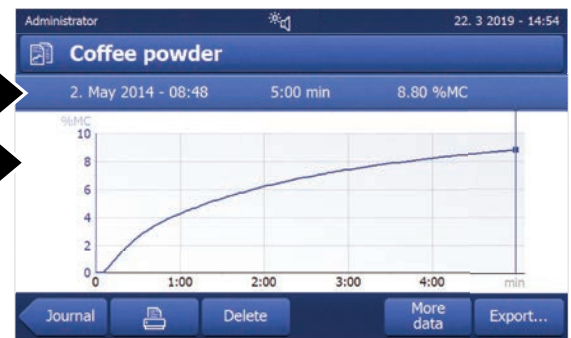 Administrator 22. 3 2019 - 14:54
Coffee powder
2. May 2014 - 08:48 5:00 min 8.80 %MC
%MC
10
8
6
4
2
0
0 1:00 2:00 3:00 4:00 min
Journal Delete More data Export...